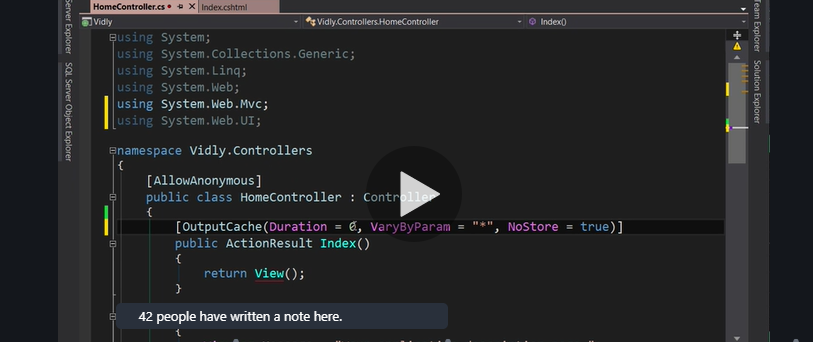 HomeController.cs
Index.cshtml
Vidly
Vidly.Controllers.HomeController
Index()
Server Explorer
SQL Server Object Explorer
Team Explorer
Solution Explorer
using System;
using System.Collections.Generic;
using System.Linq;
using System.Web;
using System.Web.Mvc;
using System.Web.UI;
namespace Vidly.Controllers
{
[AllowAnonymous]
public class HomeController : Controller
{
[OutputCache(Duration = 0, VaryByParam = "*", NoStore = true)]
public ActionResult Index()
{
return View();
}
42 people have written a note here.
{